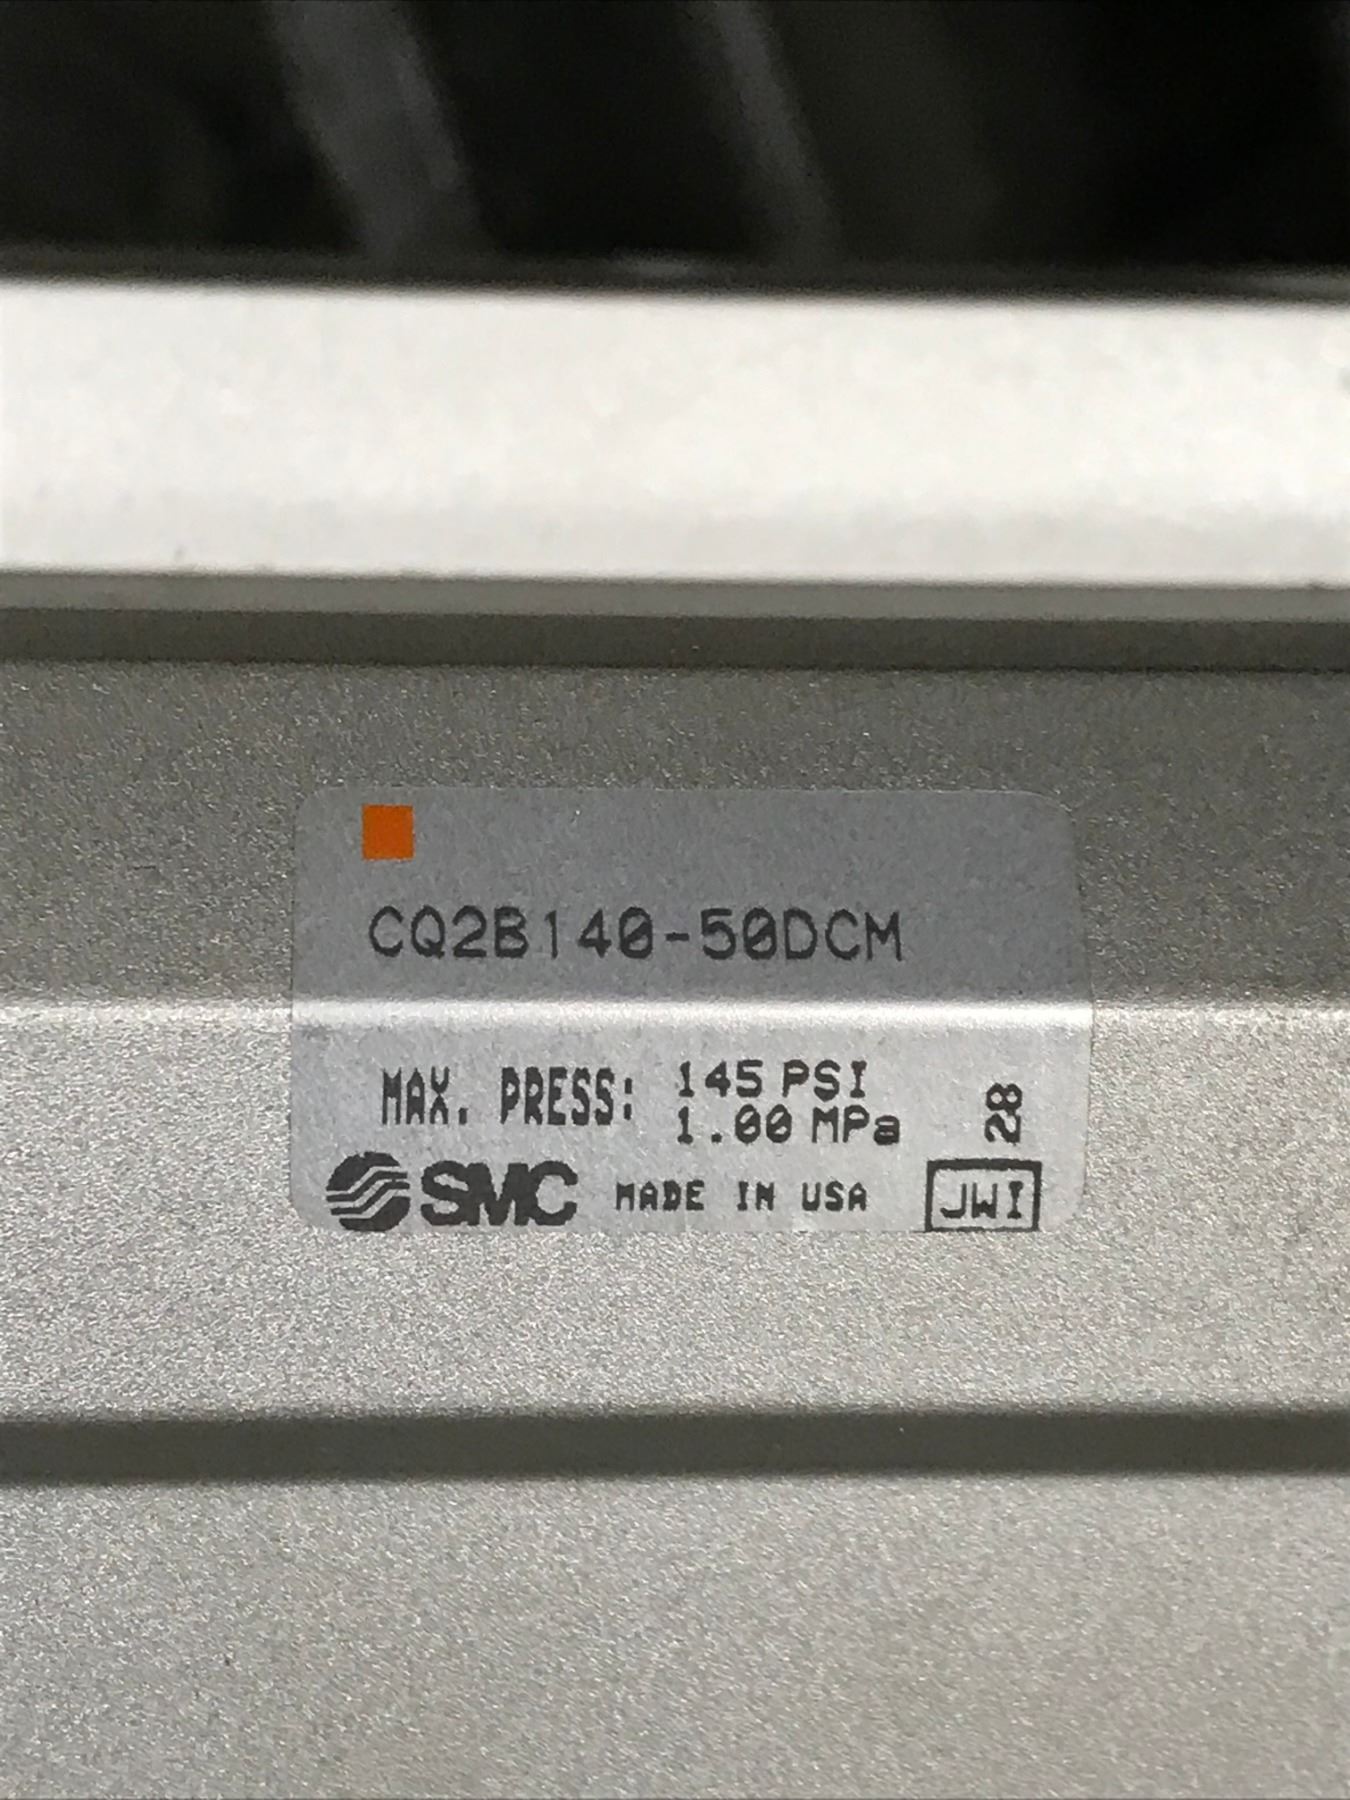 CQ2B140-50DCM
MAX. PRESS: 145 PSI
1.00 MPa
28
SMC MADE IN USA
JWI